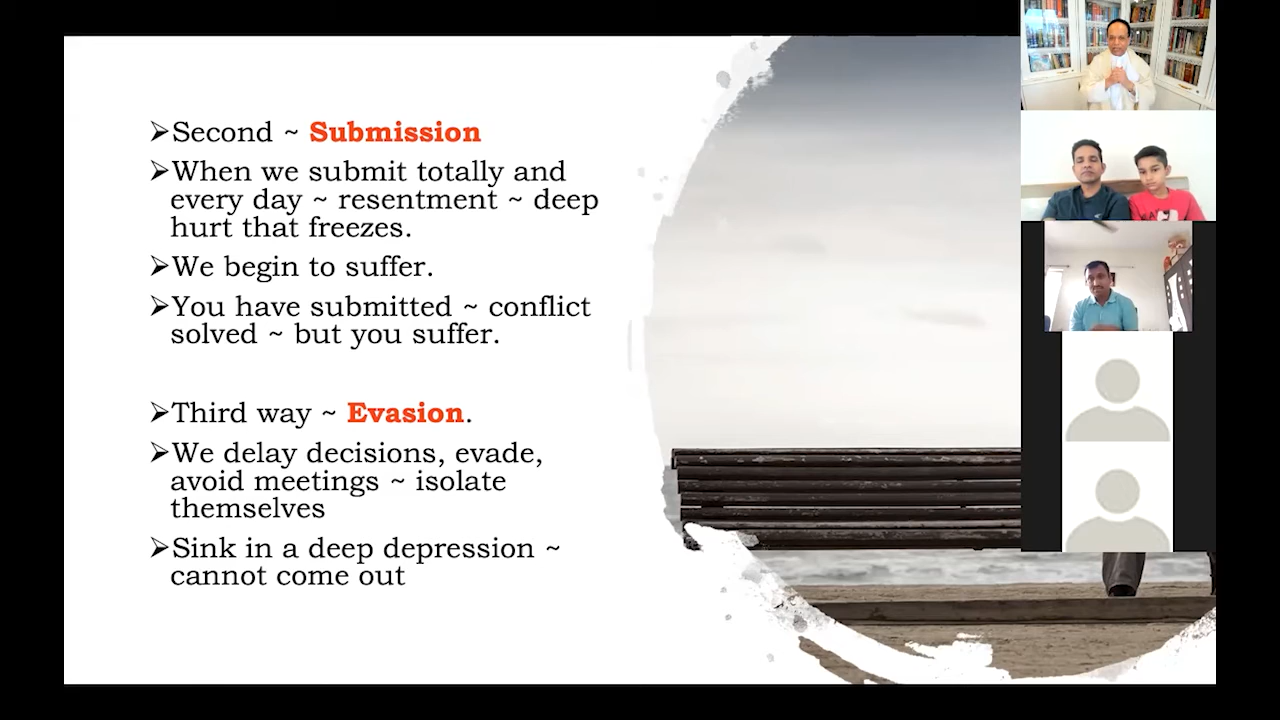 ➢Second ~ Submission
➢When we submit totally and
every day ~ resentment ~ deep
hurt that freezes.
➢We begin to suffer.
➢You have submitted ~ conflict
solved ~ but you suffer.
➢Third way ~ Evasion.
➢We delay decisions, evade,
avoid meetings ~ isolate
themselves
➢Sink in a deep depression ~
cannot come out